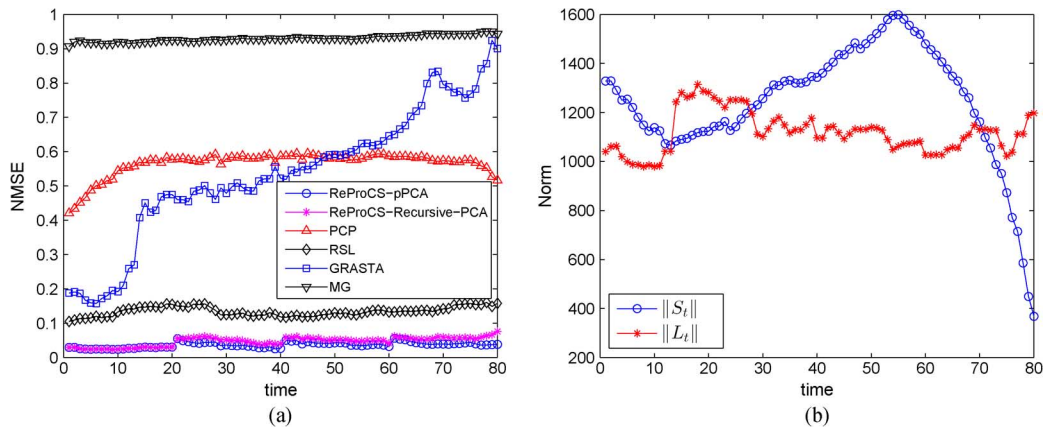 1
0.9
0.8
0.7
0.6
0.5
0.4
0.3
0.2
0.1
0
NMSE
ReProCS-pPCA
ReProCS-Recursive-PCA
PCP
RSL
GRASTA
MG
0 10 20 30 40 50 60 70 80
time
(a)
1600
1400
1200
1000
800
600
400
200
Norm
‖S_t‖
‖L_t‖
0 10 20 30 40 50 60 70 80
time
(b)